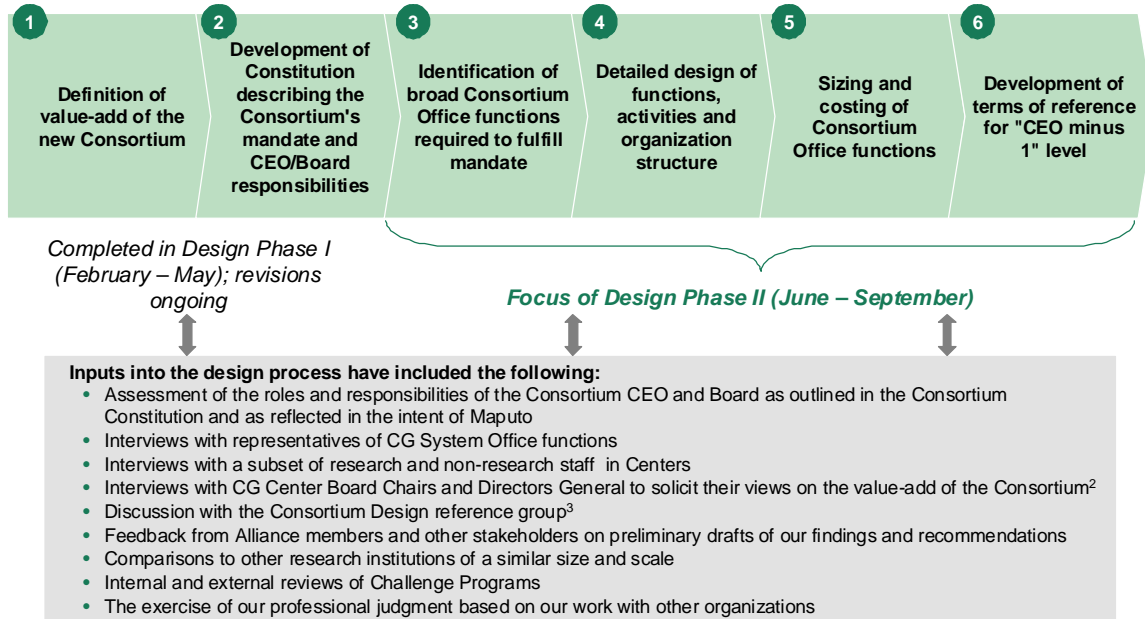 1
Definition of
value-add of the
new Consortium
2
Development of
Constitution
describing the
Consortium's
mandate and
CEO/Board
responsibilities
3
Identification of
broad Consortium
Office functions
required to fulfill
mandate
4
Detailed design of
functions,
activities and
organization
structure
5
Sizing and
costing of
Consortium
Office functions
6
Development of
terms of reference
for "CEO minus
1" level
Completed in Design Phase I
(February – May); revisions
ongoing
Focus of Design Phase II (June – September)
Inputs into the design process have included the following:
• Assessment of the roles and responsibilities of the Consortium CEO and Board as outlined in the Consortium
Constitution and as reflected in the intent of Maputo
• Interviews with representatives of CG System Office functions
• Interviews with a subset of research and non-research staff in Centers
• Interviews with CG Center Board Chairs and Directors General to solicit their views on the value-add of the Consortium²
• Discussion with the Consortium Design reference group³
• Feedback from Alliance members and other stakeholders on preliminary drafts of our findings and recommendations
• Comparisons to other research institutions of a similar size and scale
• Internal and external reviews of Challenge Programs
• The exercise of our professional judgment based on our work with other organizations